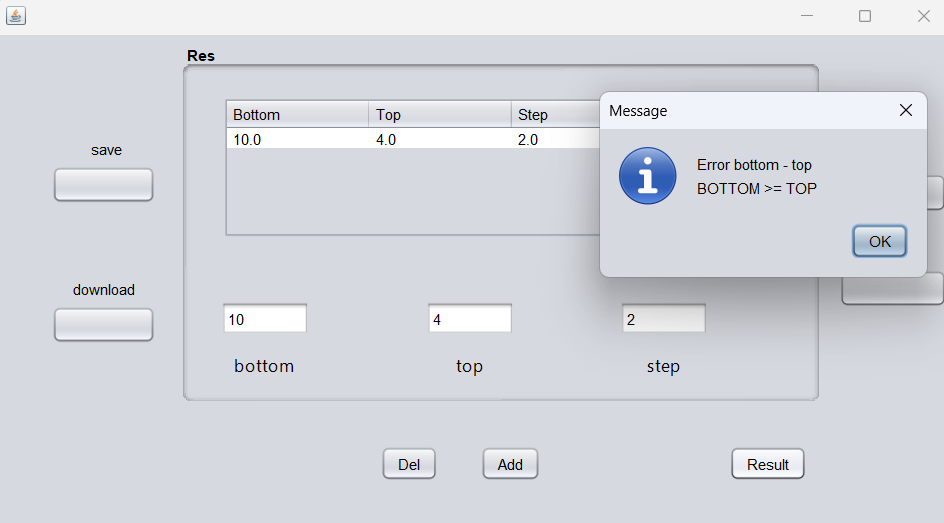 Res
Bottom Top Step
10.0 4.0 2.0
Message
Error bottom - top
BOTTOM >= TOP
OK
save
download
10 4 2
bottom top step
Del Add Result